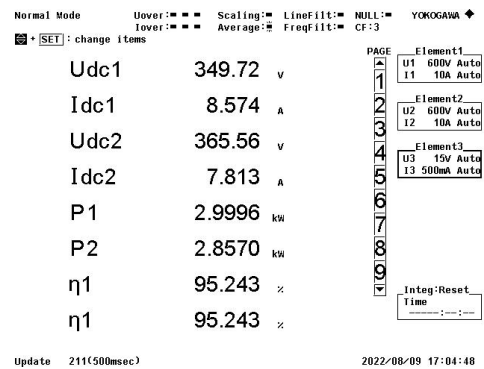 Normal Mode Uover: Scaling: LineFilt: NULL: YOKOGAWA
Iover: Average: FreqFilt: CF:3
+ SET : change items
PAGE
Udc1 349.72 V
Idc1 8.574 A
Udc2 365.56 V
Idc2 7.813 A
P1 2.9996 kW
P2 2.8570 kW
η1 95.243 %
η1 95.243 %
1
2
3
4
5
6
7
8
9
Element1
U1 600V Auto
I1 10A Auto
Element2
U2 600V Auto
I2 10A Auto
Element3
U3 15V Auto
I3 500mA Auto
Integ:Reset
Time
-----:--:--
Update 211(500msec) 2022/08/09 17:04:48